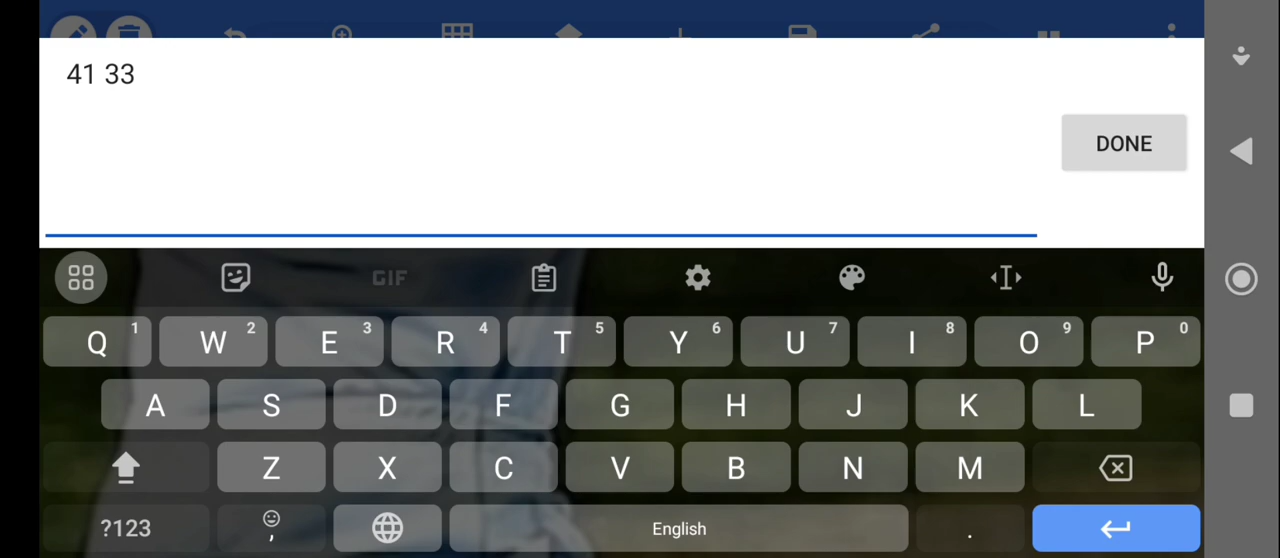 41 33
DONE
GIF
Q 1 W 2 E 3 R 4 T 5 Y 6 U 7 I 8 O 9 P 0
A S D F G H J K L
Z X C V B N M
?123 , English .